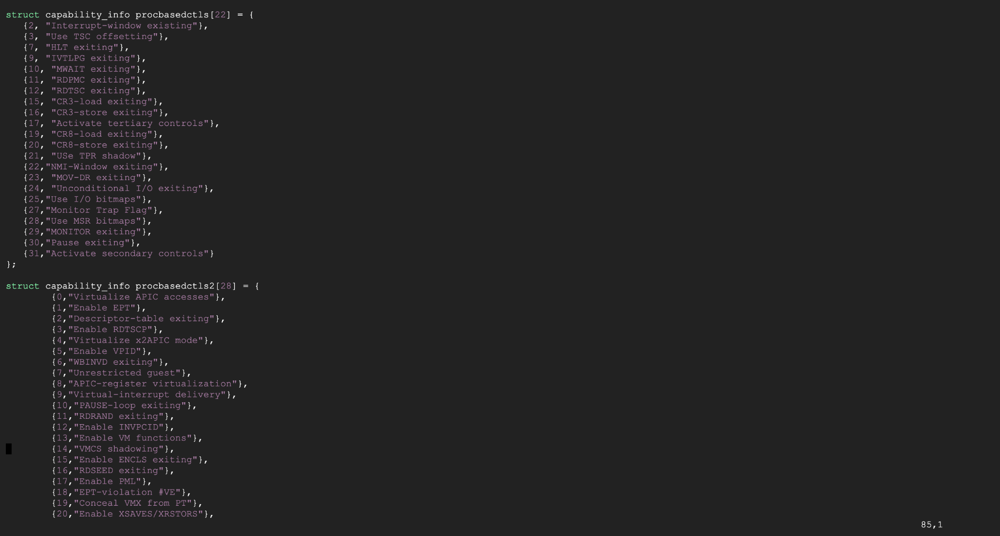 struct capability_info procbasedctls[22] = {
   {2, "Interrupt-window existing"},
   {3, "Use TSC offsetting"},
   {7, "HLT exiting"},
   {9, "IVTLPG exiting"},
   {10, "MWAIT exiting"},
   {11, "RDPMC exiting"},
   {12, "RDTSC exiting"},
   {15, "CR3-load exiting"},
   {16, "CR3-store exiting"},
   {17, "Activate tertiary controls"},
   {19, "CR8-load exiting"},
   {20, "CR8-store exiting"},
   {21, "USe TPR shadow"},
   {22,"NMI-Window exiting"},
   {23, "MOV-DR exiting"},
   {24, "Unconditional I/O exiting"},
   {25,"Use I/O bitmaps"},
   {27,"Monitor Trap Flag"},
   {28,"Use MSR bitmaps"},
   {29,"MONITOR exiting"},
   {30,"Pause exiting"},
   {31,"Activate secondary controls"}
};

struct capability_info procbasedctls2[28] = {
        {0,"Virtualize APIC accesses"},
        {1,"Enable EPT"},
        {2,"Descriptor-table exiting"},
        {3,"Enable RDTSCP"},
        {4,"Virtualize x2APIC mode"},
        {5,"Enable VPID"},
        {6,"WBINVD exiting"},
        {7,"Unrestricted guest"},
        {8,"APIC-register virtualization"},
        {9,"Virtual-interrupt delivery"},
        {10,"PAUSE-loop exiting"},
        {11,"RDRAND exiting"},
        {12,"Enable INVPCID"},
        {13,"Enable VM functions"},
        {14,"VMCS shadowing"},
        {15,"Enable ENCLS exiting"},
        {16,"RDSEED exiting"},
        {17,"Enable PML"},
        {18,"EPT-violation #VE"},
        {19,"Conceal VMX from PT"},
        {20,"Enable XSAVES/XRSTORS"},
85,1